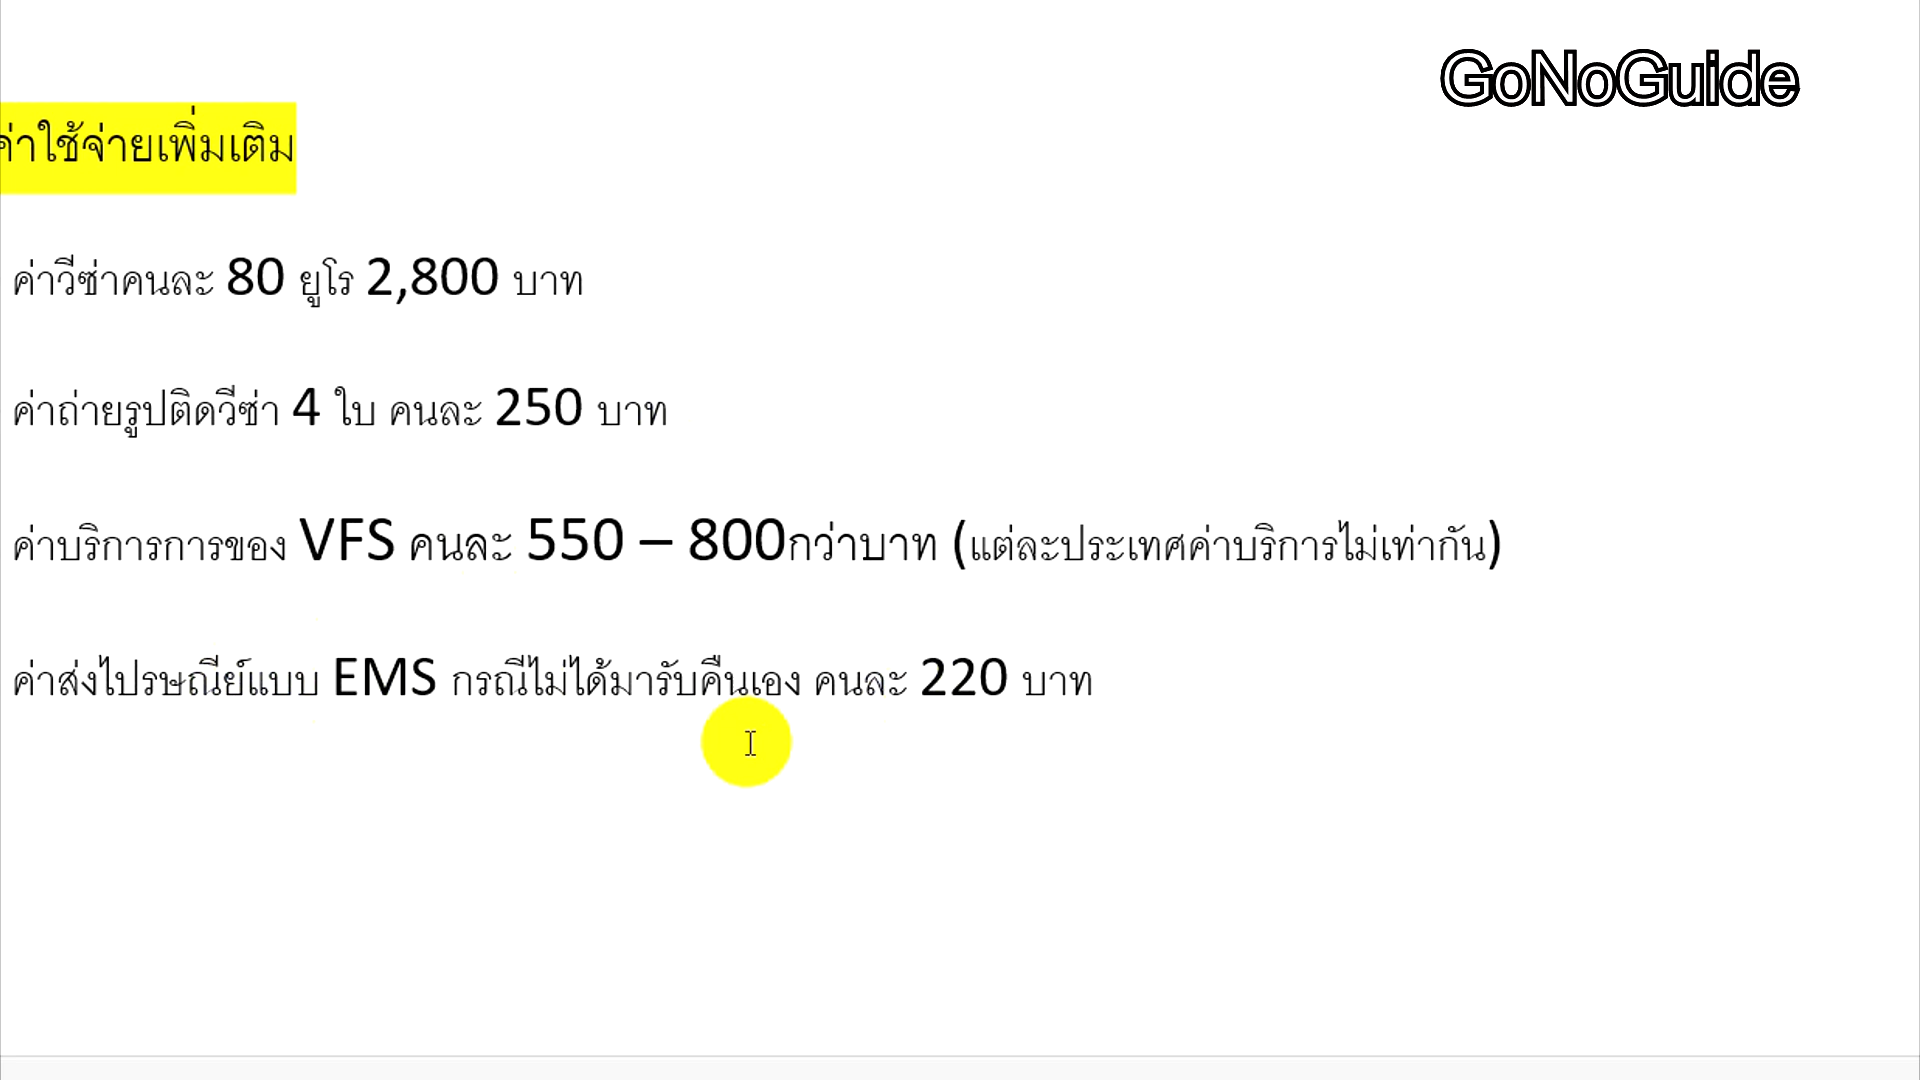 GoNoGuide
ค่าใช้จ่ายเพิ่มเติม
ค่าวีซ่าคนละ 80 ยูโร 2,800 บาท
ค่าถ่ายรูปติดวีซ่า 4 ใบ คนละ 250 บาท
ค่าบริการการของ VFS คนละ 550 – 800กว่าบาท (แต่ละประเทศค่าบริการไม่เท่ากัน)
ค่าส่งไปรษณีย์แบบ EMS กรณีไม่ได้มารับคืนเอง คนละ 220 บาท